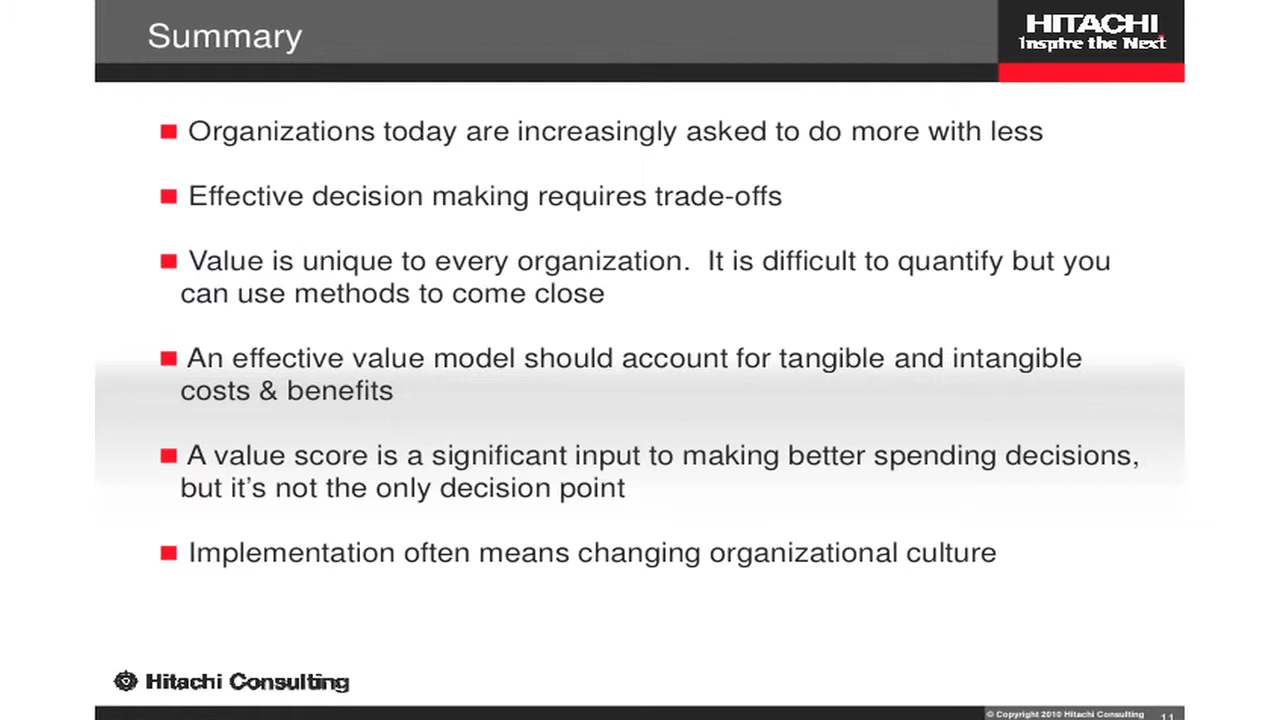 Summary
HITACHI
Inspire the Next
■ Organizations today are increasingly asked to do more with less
■ Effective decision making requires trade-offs
■ Value is unique to every organization.  It is difficult to quantify but you
can use methods to come close
■ An effective value model should account for tangible and intangible
costs & benefits
■ A value score is a significant input to making better spending decisions,
but it’s not the only decision point
■ Implementation often means changing organizational culture
Hitachi Consulting
© Copyright 2010 Hitachi Consulting
11